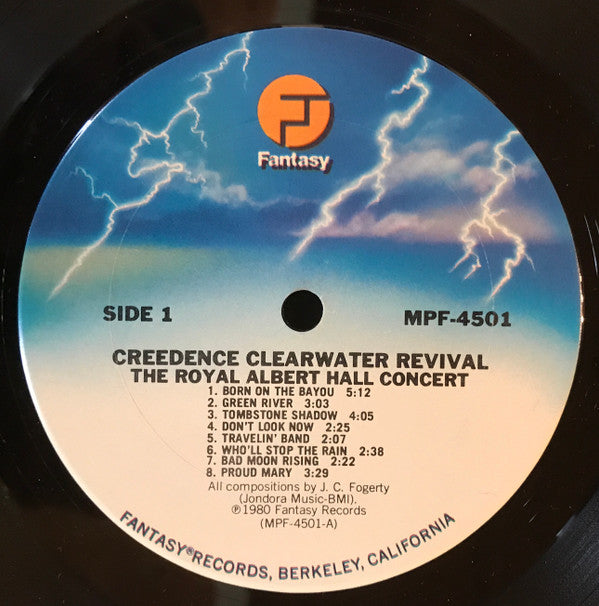 Fantasy
SIDE 1
MPF-4501
CREEDENCE CLEARWATER REVIVAL
THE ROYAL ALBERT HALL CONCERT
1. BORN ON THE BAYOU 5:12
2. GREEN RIVER 3:03
3. TOMBSTONE SHADOW 4:05
4. DON'T LOOK NOW 2:25
5. TRAVELIN' BAND 2:07
6. WHO'LL STOP THE RAIN 2:38
7. BAD MOON RISING 2:22
8. PROUD MARY 3:29
All compositions by J. C. Fogerty
(Jondora Music-BMI).
℗1980 Fantasy Records
(MPF-4501-A)
FANTASY® RECORDS, BERKELEY, CALIFORNIA